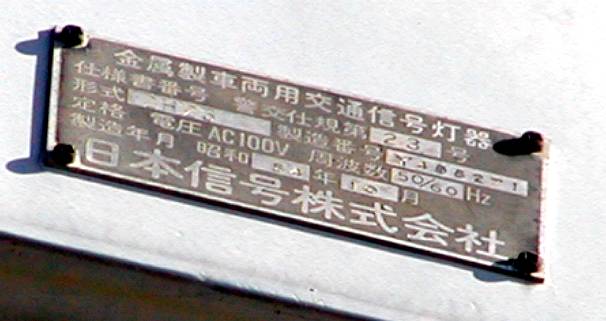 金属製車両用交通信号灯器
仕様書番号 警交仕規第 23 号
形式 製造番号
定格 電圧 AC100V 周波数 50/60 Hz
製造年月 昭和 年 10 月
日本信号株式会社